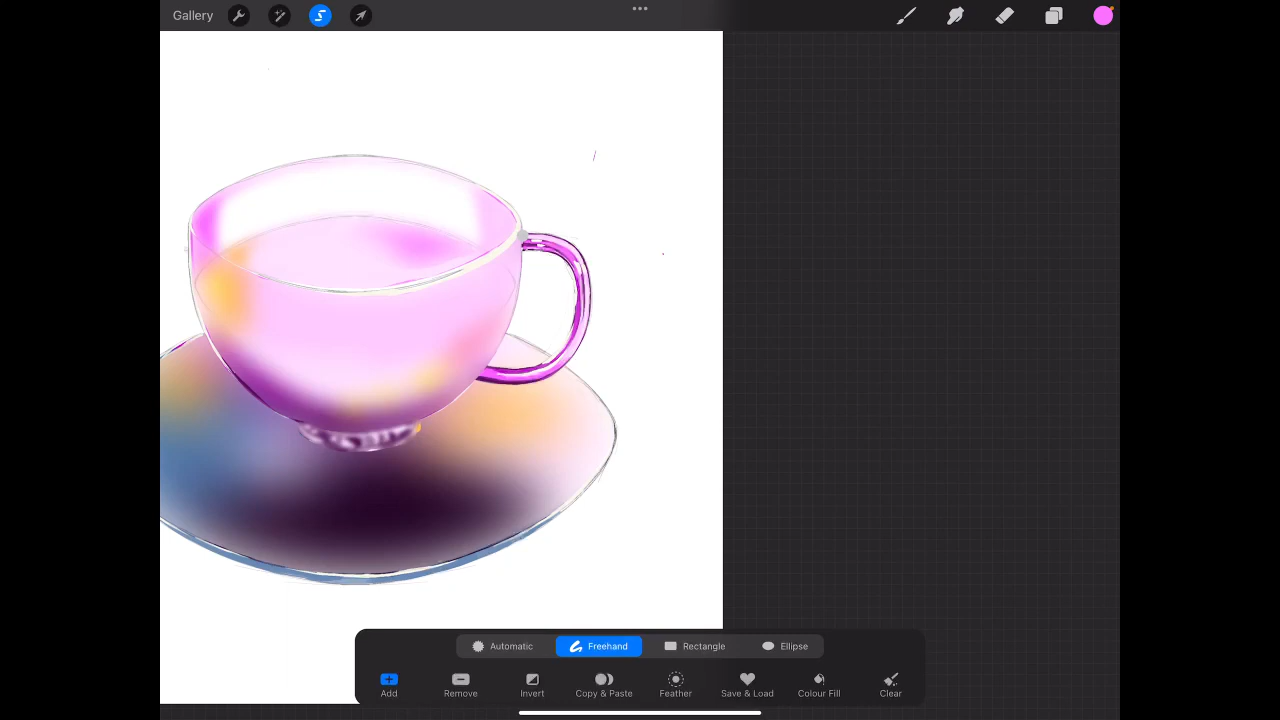 Gallery
Automatic Freehand Rectangle Ellipse
Add Remove Invert Copy & Paste Feather Save & Load Colour Fill Clear